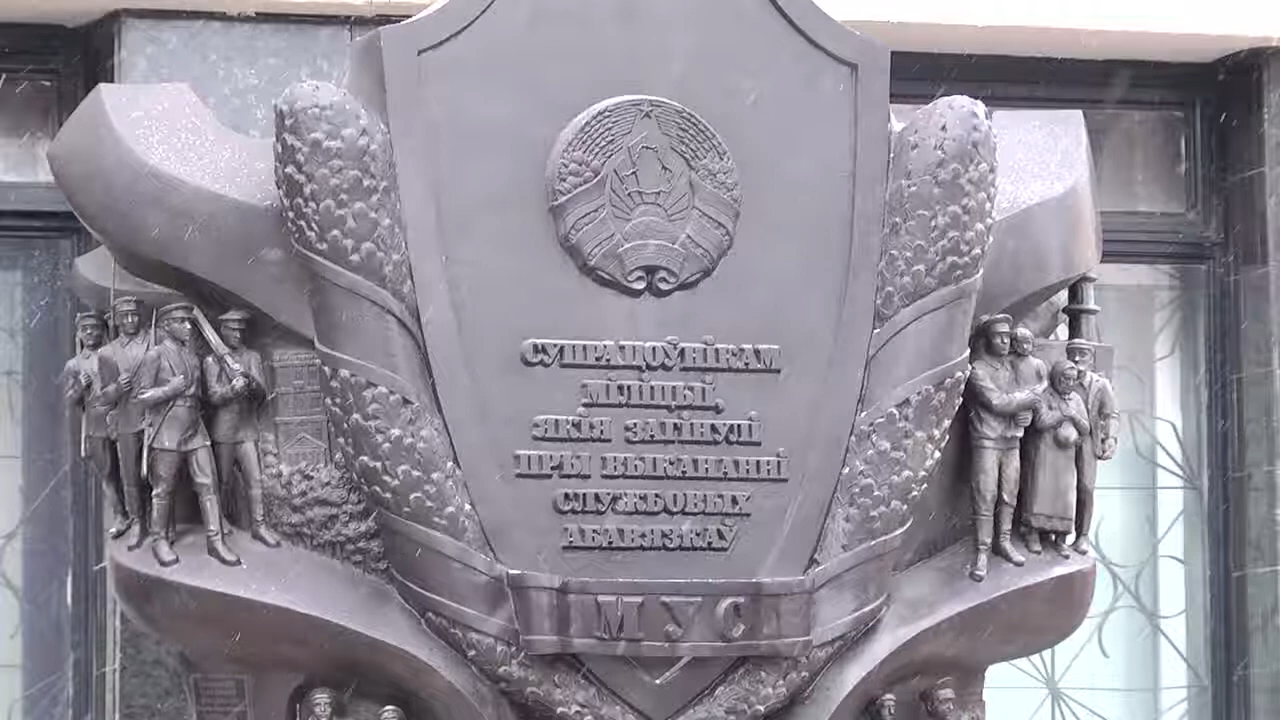 СУПРАЦОЎНІКАМ
МІЛІЦЫІ,
ЯКІЯ ЗАГІНУЛІ
ПРЫ ВЫКАНАННІ
СЛУЖБОВЫХ
АБАВЯЗКАЎ
МУС